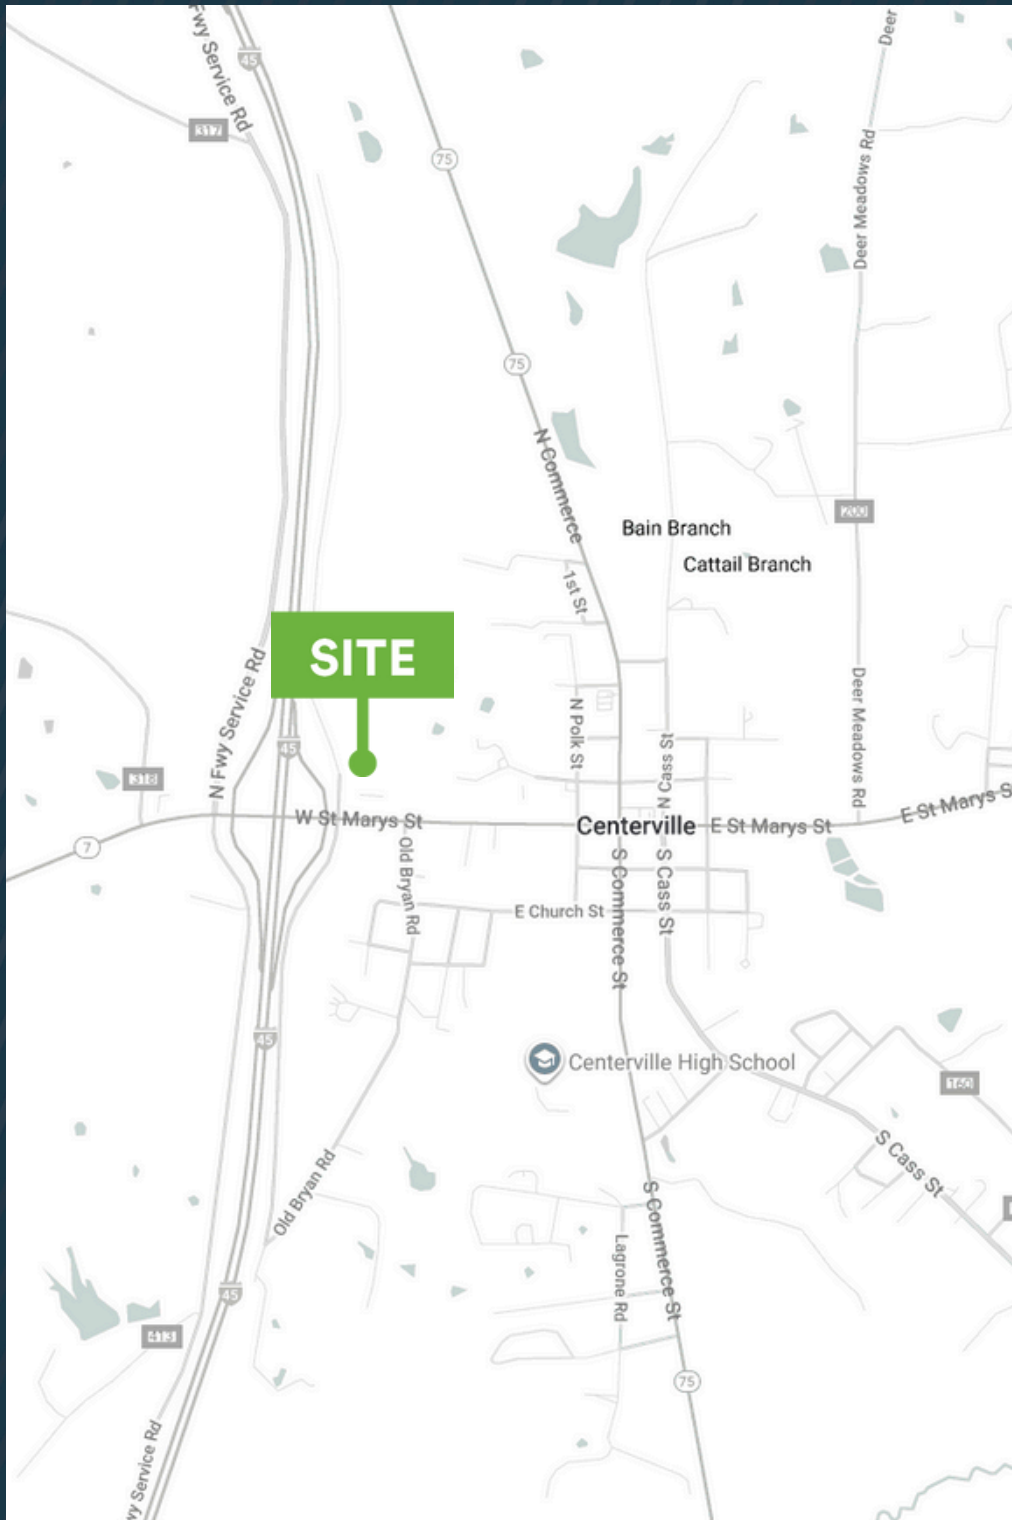 Fwy Service Rd
45
Deer
317
75
Deer Meadows Rd
75
N Commerce
200
Bain Branch
Cattail Branch
1st St
SITE
N Fwy Service Rd
N Polk St
Deer Meadows Rd
N Cass St
45
318
W St Marys St
Centerville
E St Marys St
E St Marys S
7
Old Bryan Rd
S Commerce St
S Cass St
E Church St
45
Centerville High School
160
S Cass St
Old Bryan Rd
S Commerce St
Lagrone Rd
45
413
75
wy Service Rd